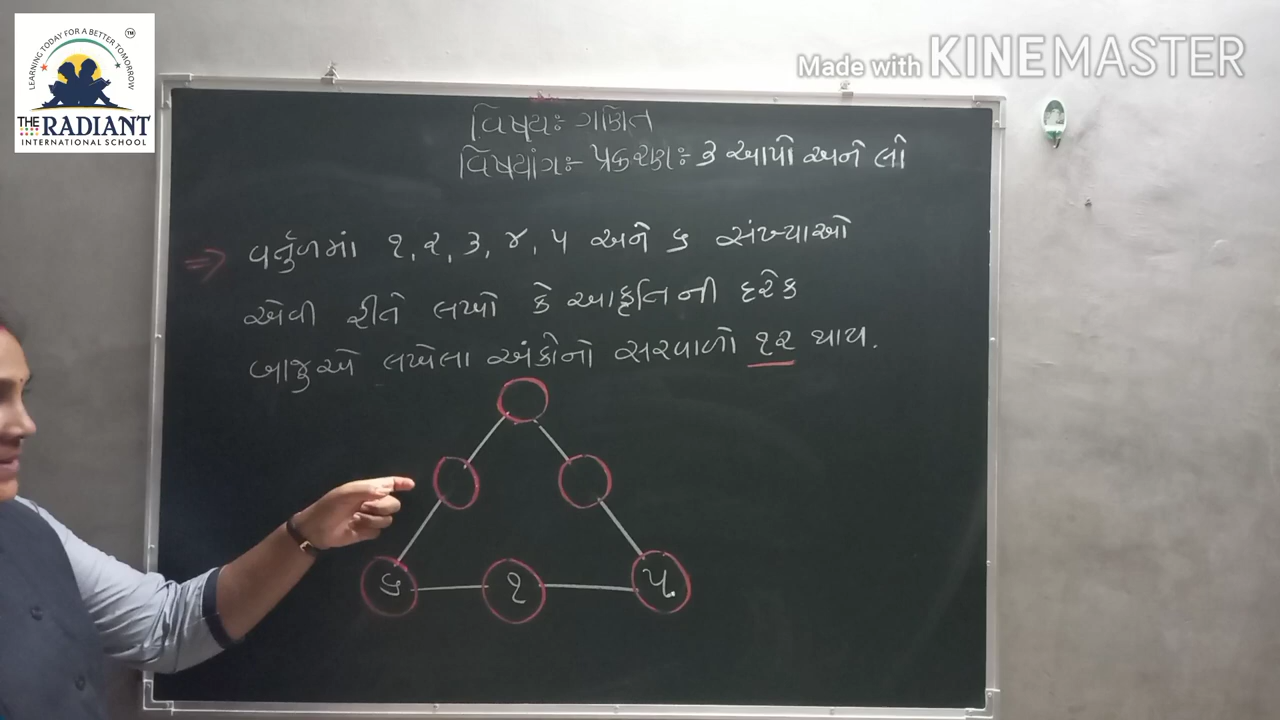 LEARNING TODAY FOR A BETTER TOMORROW
TM
THE RADIANT
INTERNATIONAL SCHOOL
Made with KINEMASTER
વિષય:- ગણિત
વિષયાંગ:- પ્રકરણ:- ૩ આપો અને લો
⇒ વર્તુળમાં ૧, ૨, ૩, ૪, ૫ અને ૬ સંખ્યાઓ
એવી રીતે લખો કે આકૃતિની દરેક
બાજુએ લખેલા અંકોનો સરવાળો ૧૨ થાય.
૬ ૧ ૫